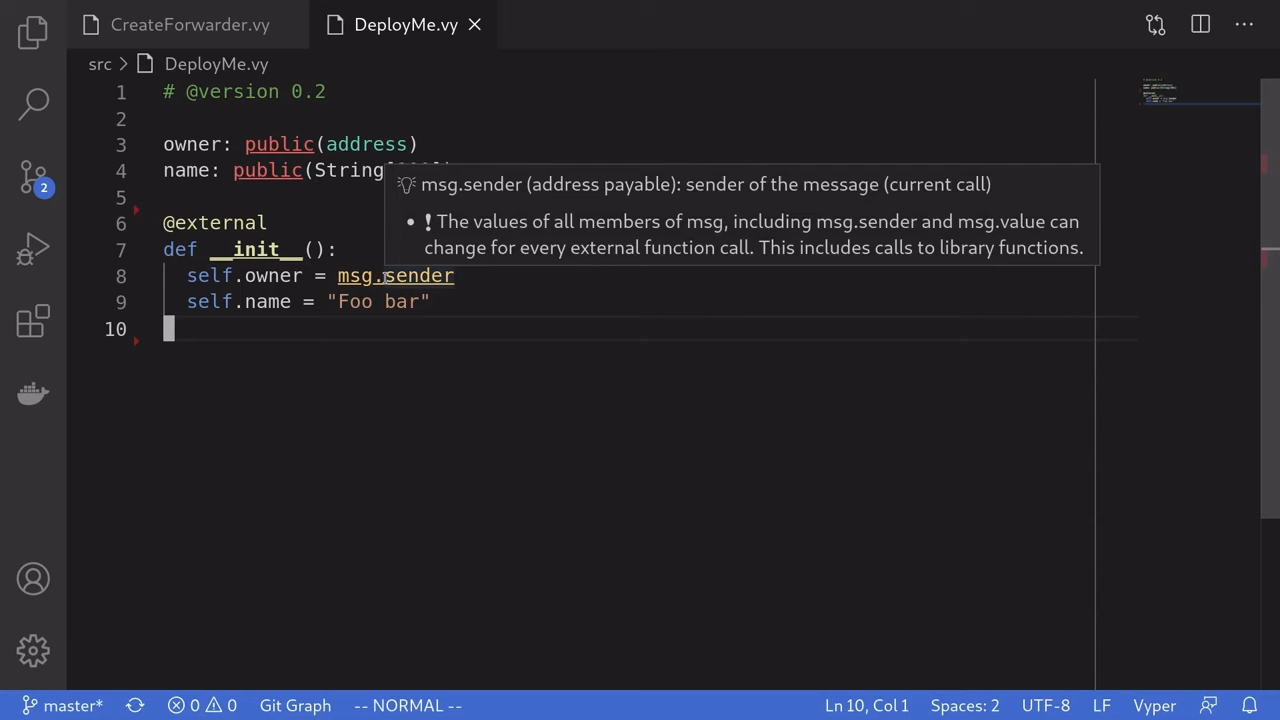 CreateForwarder.vy
DeployMe.vy
src > DeployMe.vy
1 # @version 0.2
2
3 owner: public(address)
4 name: public(String[
msg.sender (address payable): sender of the message (current call)
• ! The values of all members of msg, including msg.sender and msg.value can
change for every external function call. This includes calls to library functions.
5
6 @external
7 def __init__():
8 self.owner = msg.sender
9 self.name = "Foo bar"
10
2
master* 0 0 Git Graph -- NORMAL -- Ln 10, Col 1 Spaces: 2 UTF-8 LF Vyper